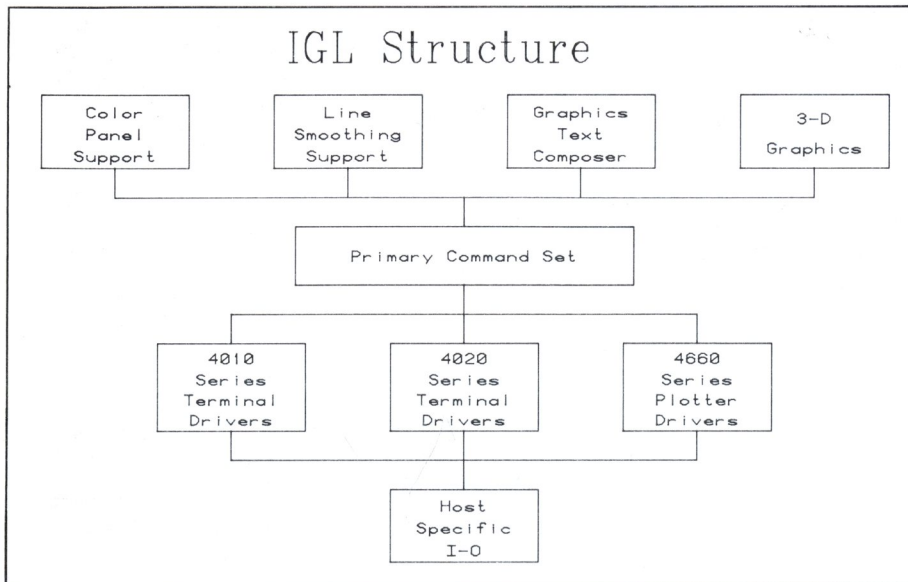 IGL Structure
Color
Panel
Support
Line
Smoothing
Support
Graphics
Text
Composer
3-D
Graphics
Primary Command Set
4010
Series
Terminal
Drivers
4020
Series
Terminal
Drivers
4660
Series
Plotter
Drivers
Host
Specific
I-O